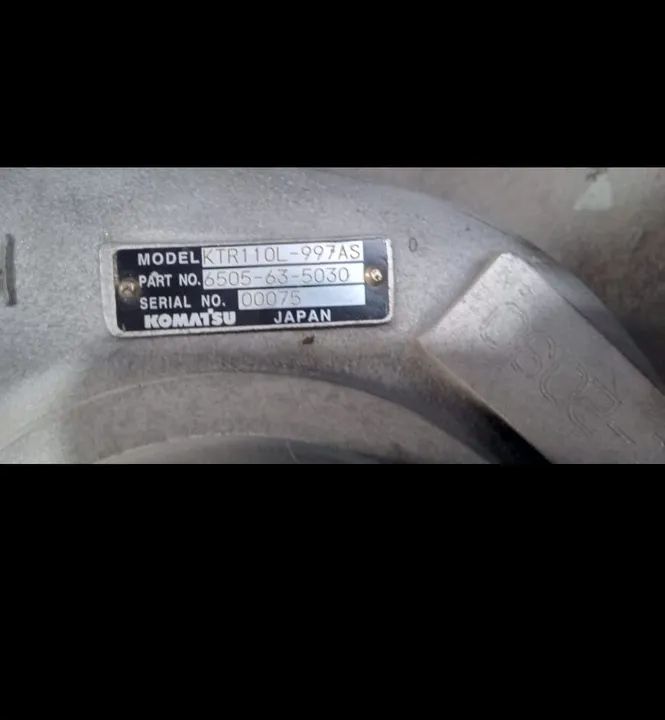 MODEL KTR110L-997AS
PART NO. 6505-63-5030
SERIAL NO. 00075
KOMATSU JAPAN